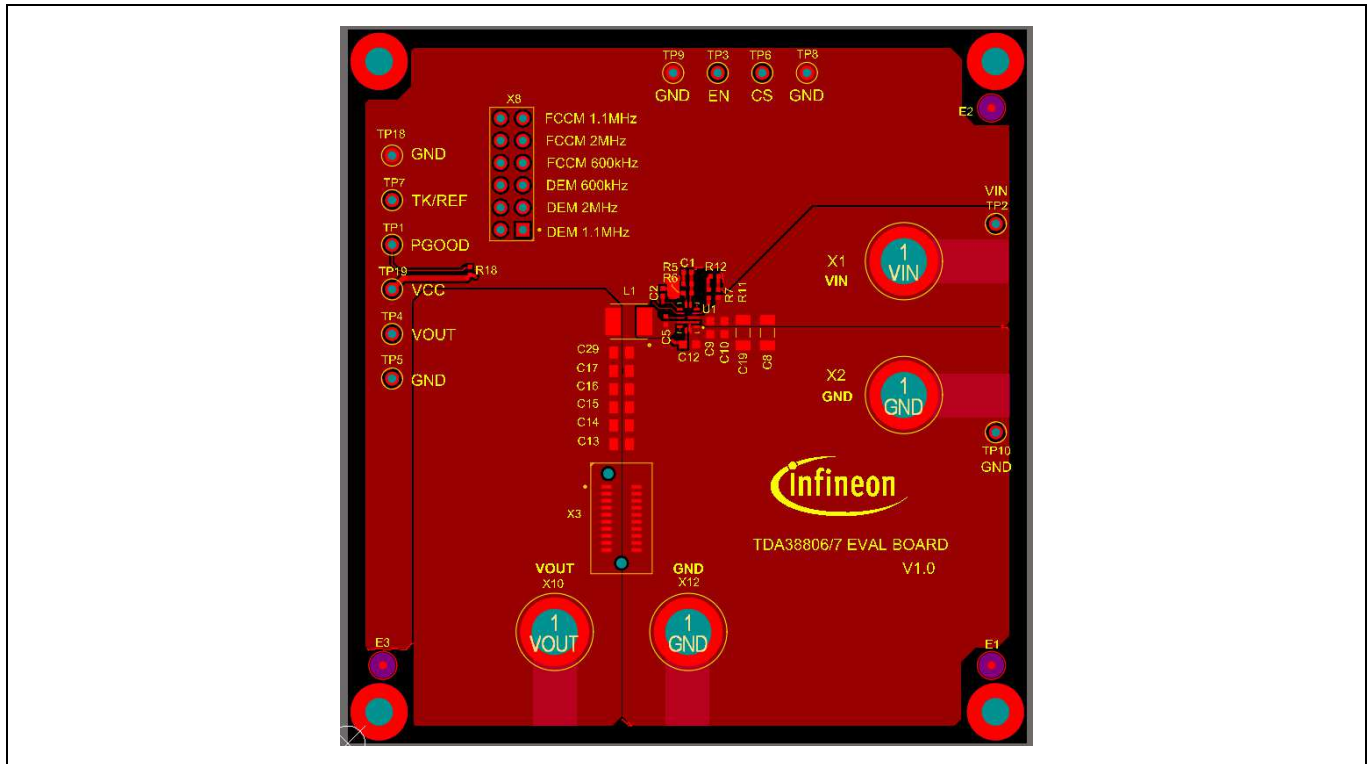 TP9 TP3 TP6 TP8
GND EN CS GND
X8
E2
FCCM 1.1MHz
FCCM 2MHz
FCCM 600kHz
DEM 600kHz
DEM 2MHz
DEM 1.1MHz
TP18
GND
TP7
TK/REF
TP1
PGOOD
TP19
VCC
R18
TP4
VOUT
TP5
GND
VIN
TP2
X1
VIN
1
VIN
C1
R5
R6
R12
C2
R7
R11
L1
U1
C5
C12
C9
C10
C19
C8
C29
C17
C16
C15
C14
C13
X2
GND
1
GND
TP10
GND
infineon
X3
TDA38806/7 EVAL BOARD
V1.0
VOUT
X10
GND
X12
1
VOUT
1
GND
E3
E1